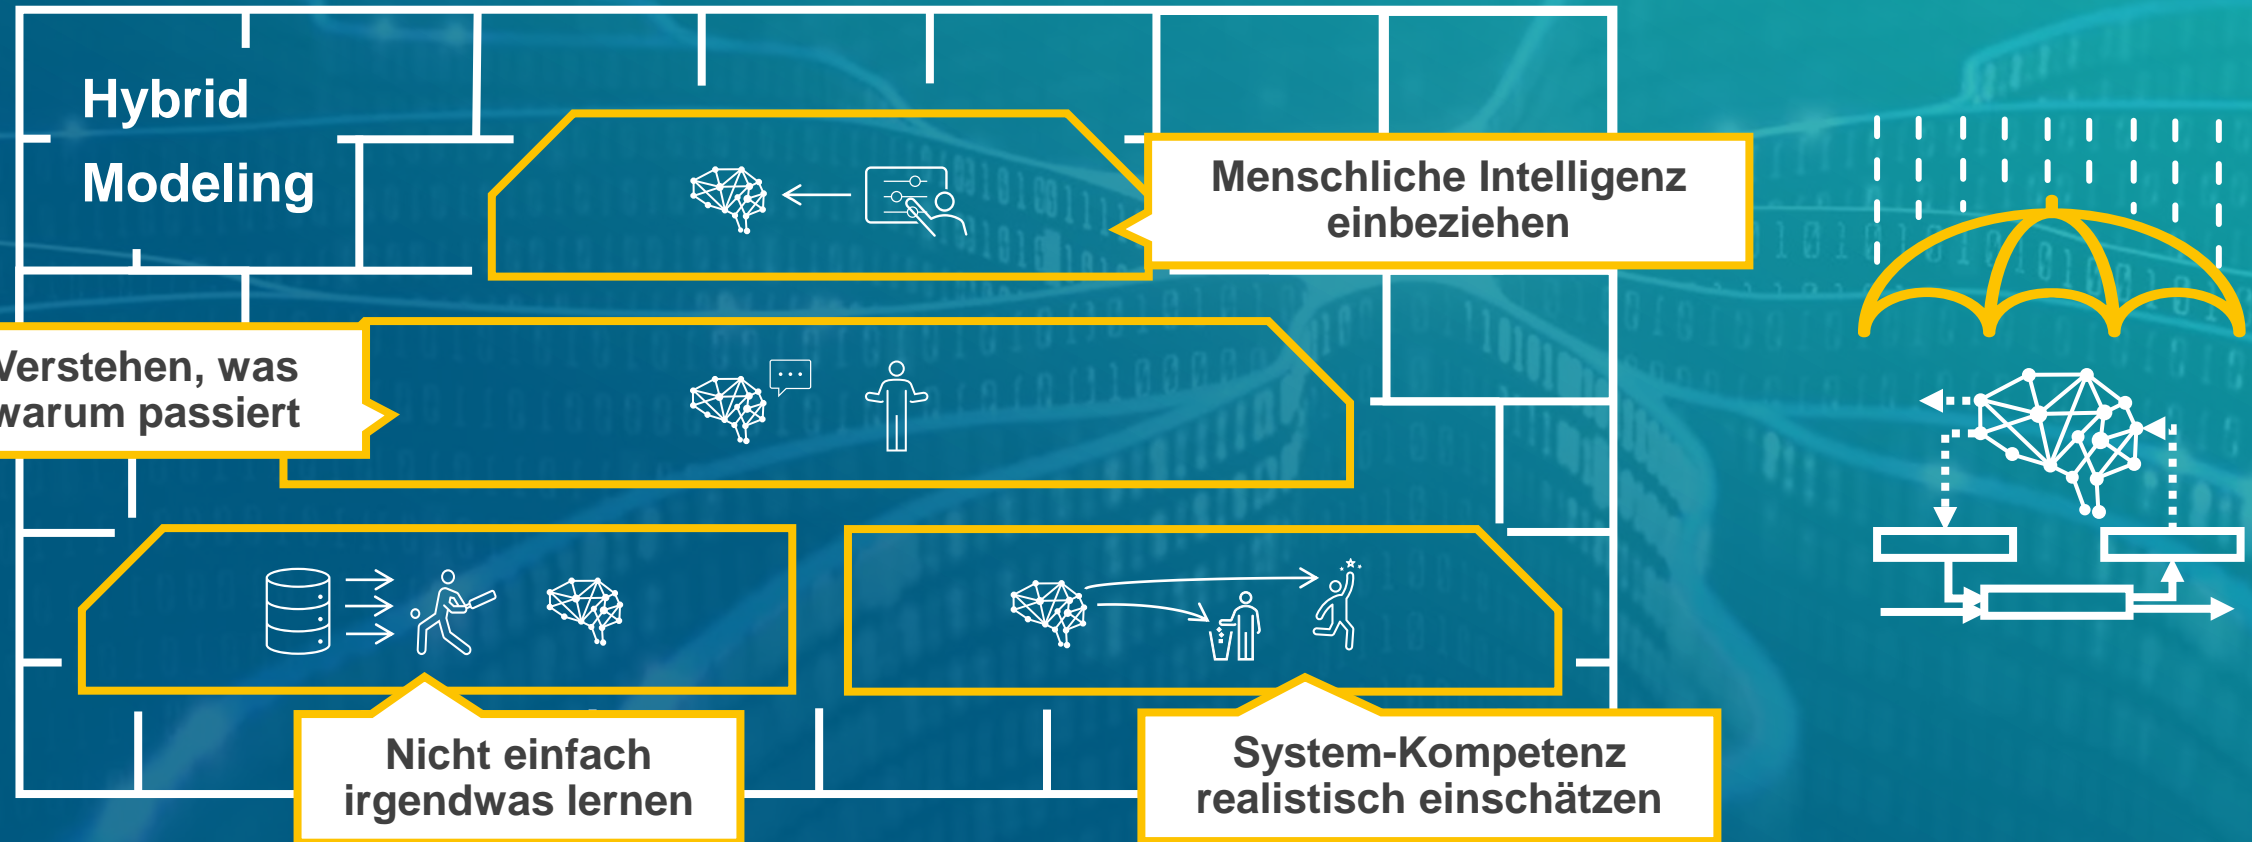 Hybrid
Modeling
Menschliche Intelligenz
einbeziehen
Verstehen, was
warum passiert
Nicht einfach
irgendwas lernen
System-Kompetenz
realistisch einschätzen